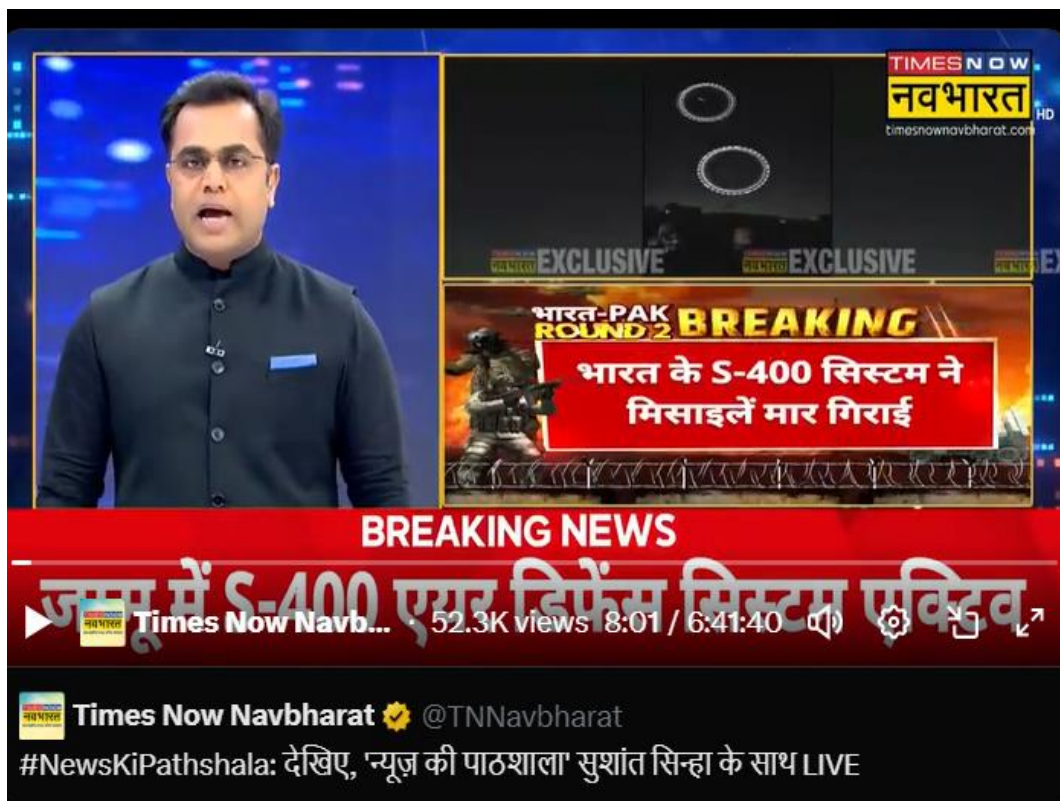 TIMES NOW
नवभारत
HD
timesnownavbharat.com
EXCLUSIVE
EXCLUSIVE
भारत-PAK
ROUND 2
BREAKING
भारत के S-400 सिस्टम ने
मिसाइलें मार गिराई
BREAKING NEWS
जम्मू में S-400 एयर डिफेंस सिस्टम एक्टिव
Times Now Navb... · 52.3K views 8:01 / 6:41:40
Times Now Navbharat @TNNavbharat
#NewsKiPathshala: देखिए, 'न्यूज़ की पाठशाला' सुशांत सिन्हा के साथ LIVE